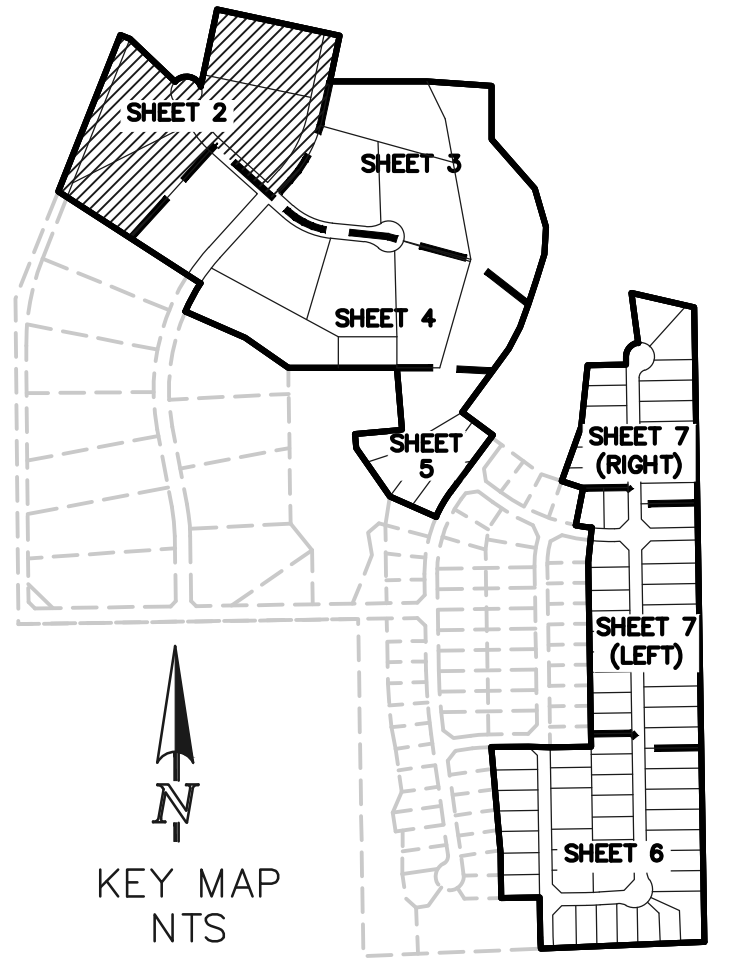 SHEET 2
SHEET 3
SHEET 4
SHEET
5
SHEET 7
(RIGHT)
SHEET 7
(LEFT)
SHEET 6
N
KEY MAP
NTS